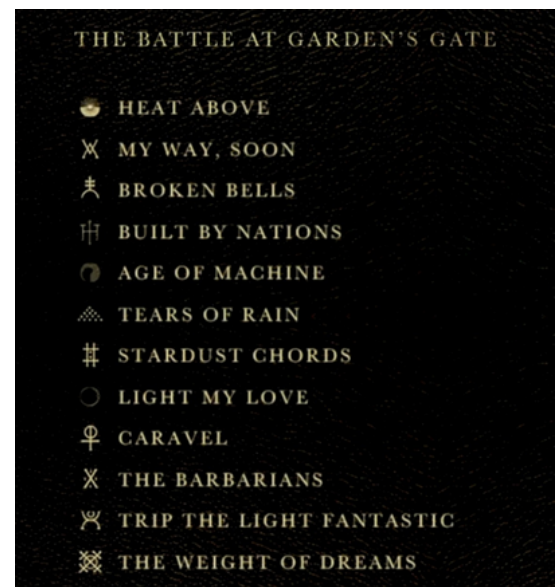 THE BATTLE AT GARDEN'S GATE
HEAT ABOVE
MY WAY, SOON
BROKEN BELLS
BUILT BY NATIONS
AGE OF MACHINE
TEARS OF RAIN
STARDUST CHORDS
LIGHT MY LOVE
CARAVEL
THE BARBARIANS
TRIP THE LIGHT FANTASTIC
THE WEIGHT OF DREAMS